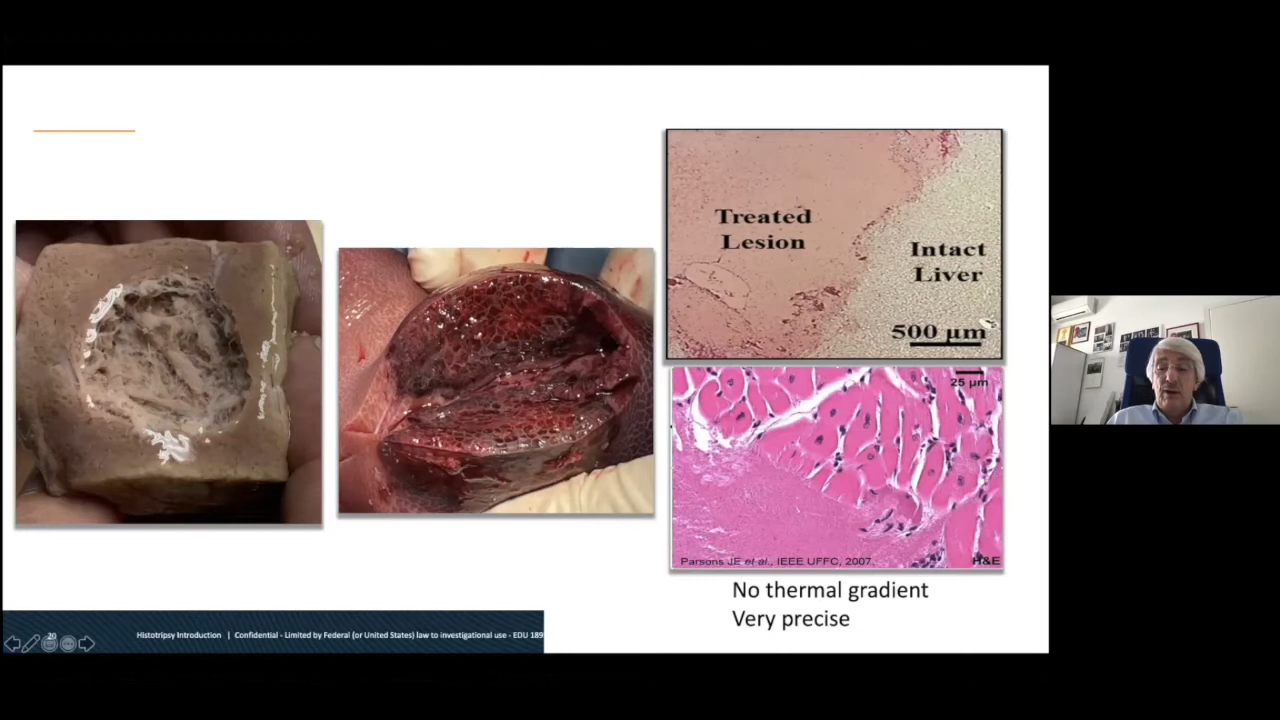 Treated
Lesion
Intact
Liver
500 μm
25 μm
Parsons JE et al., IEEE UFFC, 2007.
H&E
No thermal gradient
Very precise
20
Histotripsy Introduction | Confidential - Limited by Federal (or United States) law to investigational use - EDU 189